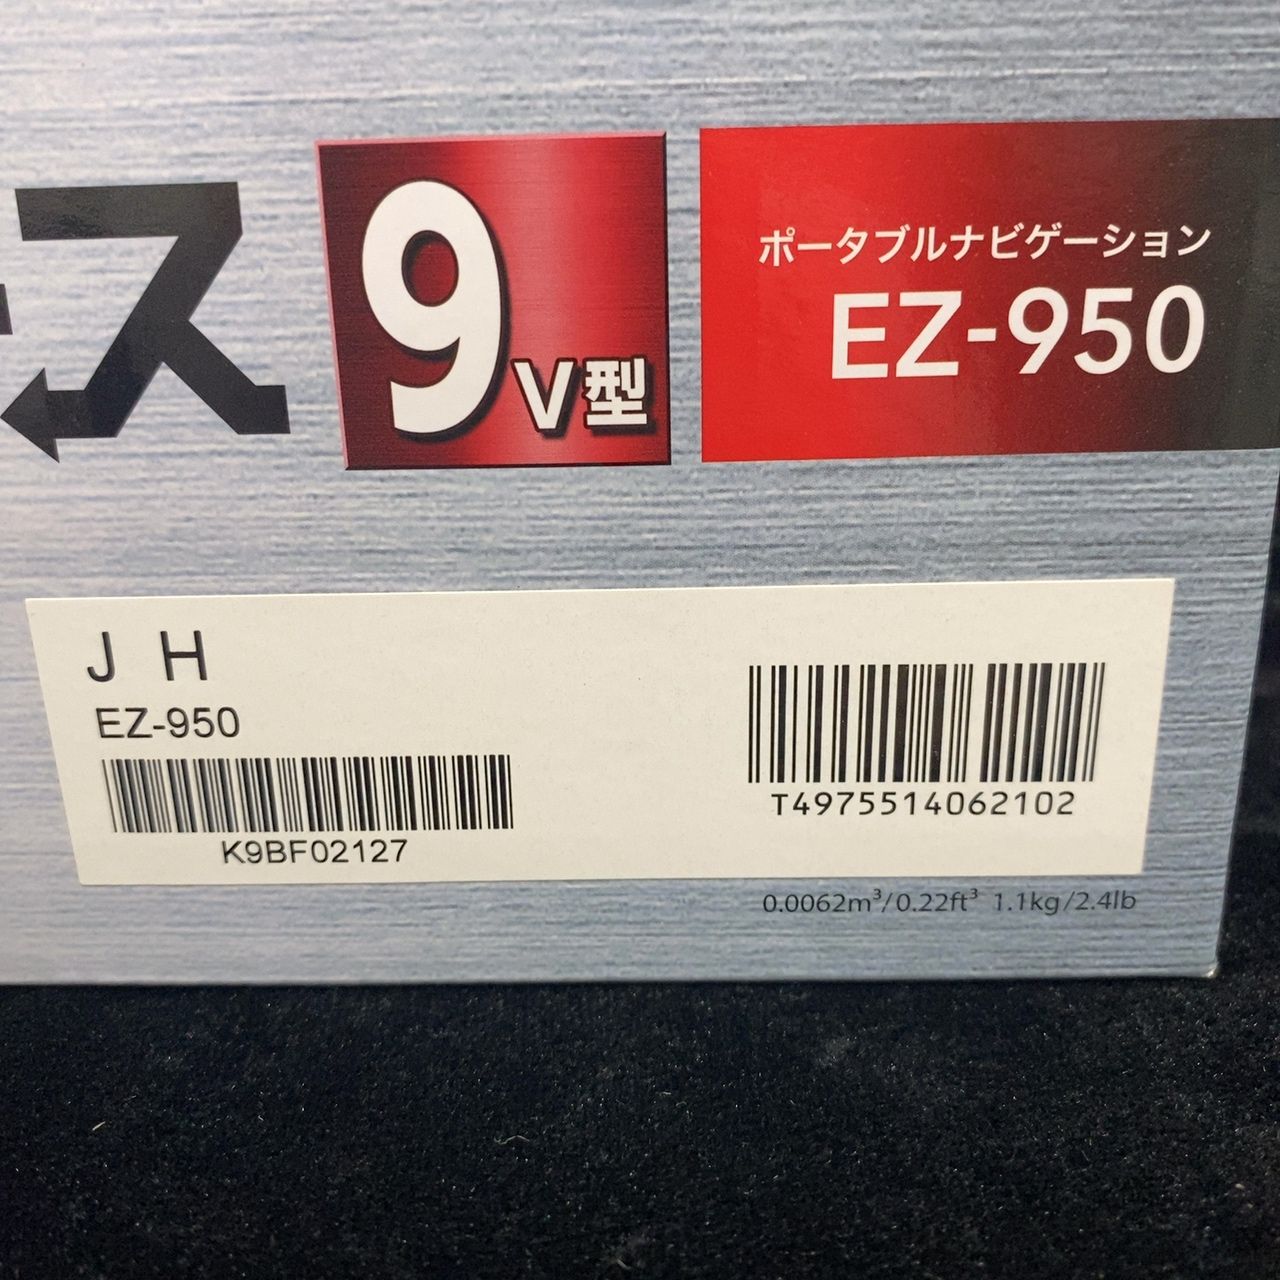 ス
9V型
ポータブルナビゲーション
EZ-950
J H
EZ-950
K9BF02127
T4975514062102
0.0062m³/0.22ft³ 1.1kg/2.4lb